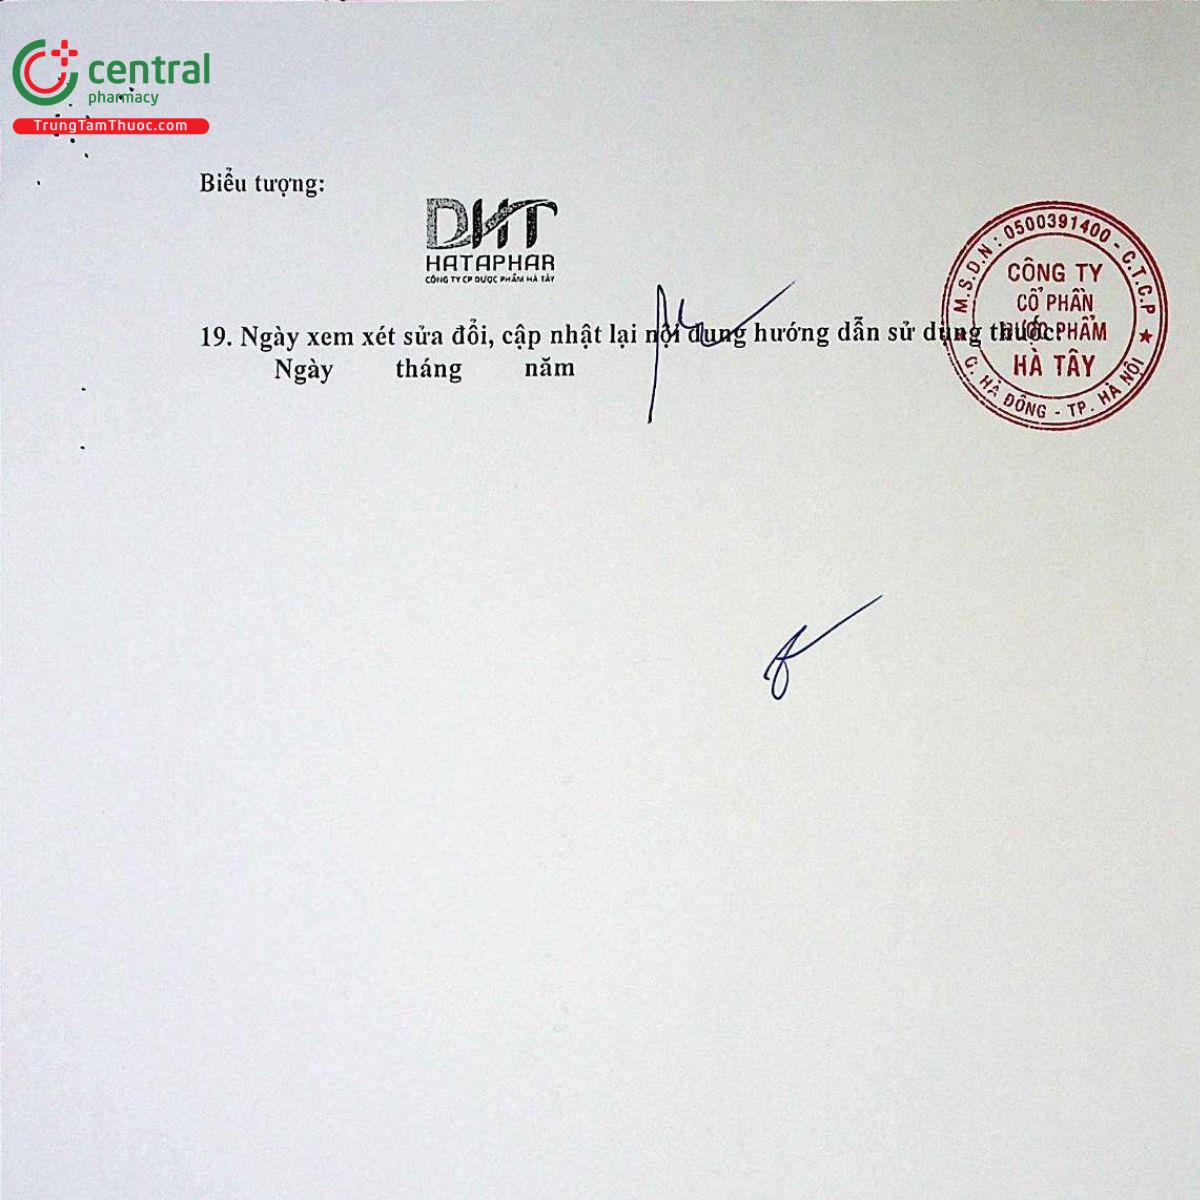 central
pharmacy
TrungTamThuoc.com
Biểu tượng:
DHT
HATAPHAR
CÔNG TY CP DƯỢC PHẨM HÀ TÂY
19. Ngày xem xét sửa đổi, cập nhật lại nội dung hướng dẫn sử dụng thuốc:
Ngày tháng năm
M.S.D.N: 0500391400 - C.T.C.P
CÔNG TY
CỔ PHẦN
DƯỢC PHẨM
HÀ TÂY
Q. HÀ ĐÔNG - TP. HÀ NỘI